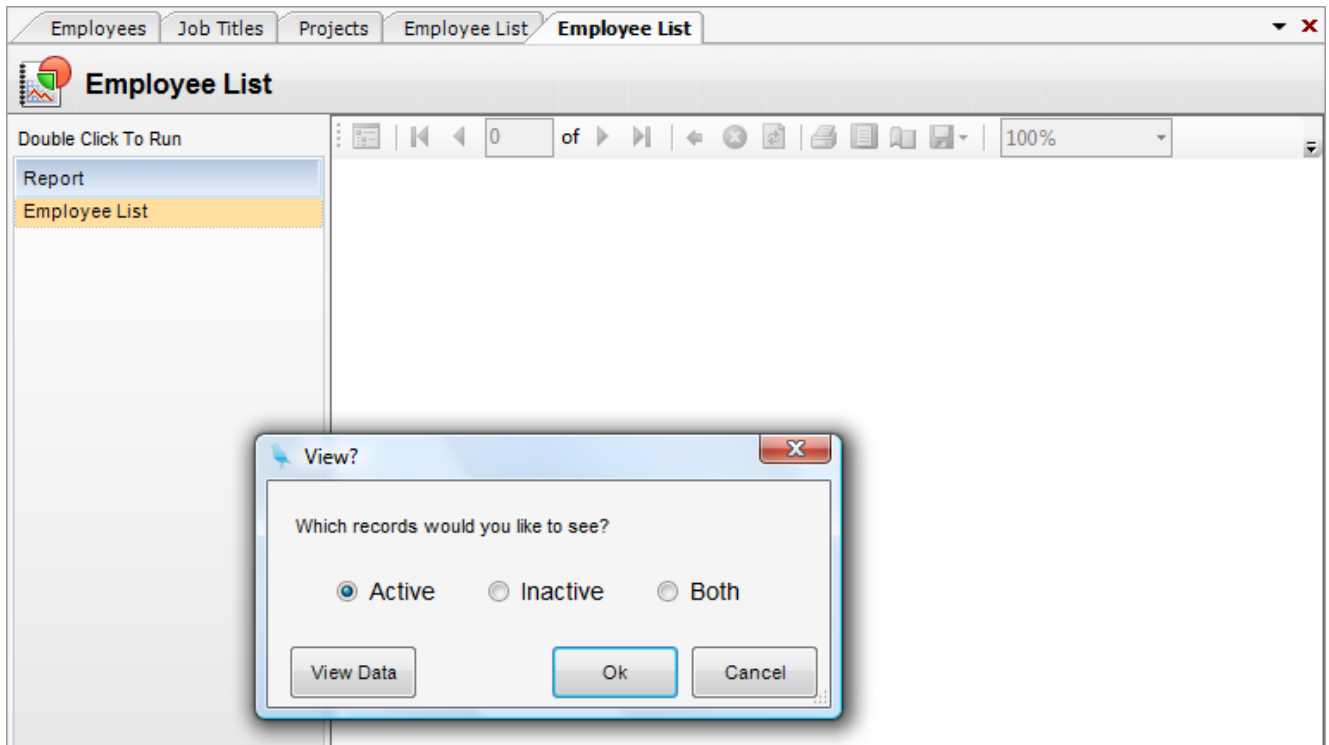 Employees Job Titles Projects Employee List Employee List
Employee List
Double Click To Run
0 of 100%
Report
Employee List
View?
Which records would you like to see?
Active Inactive Both
View Data Ok Cancel